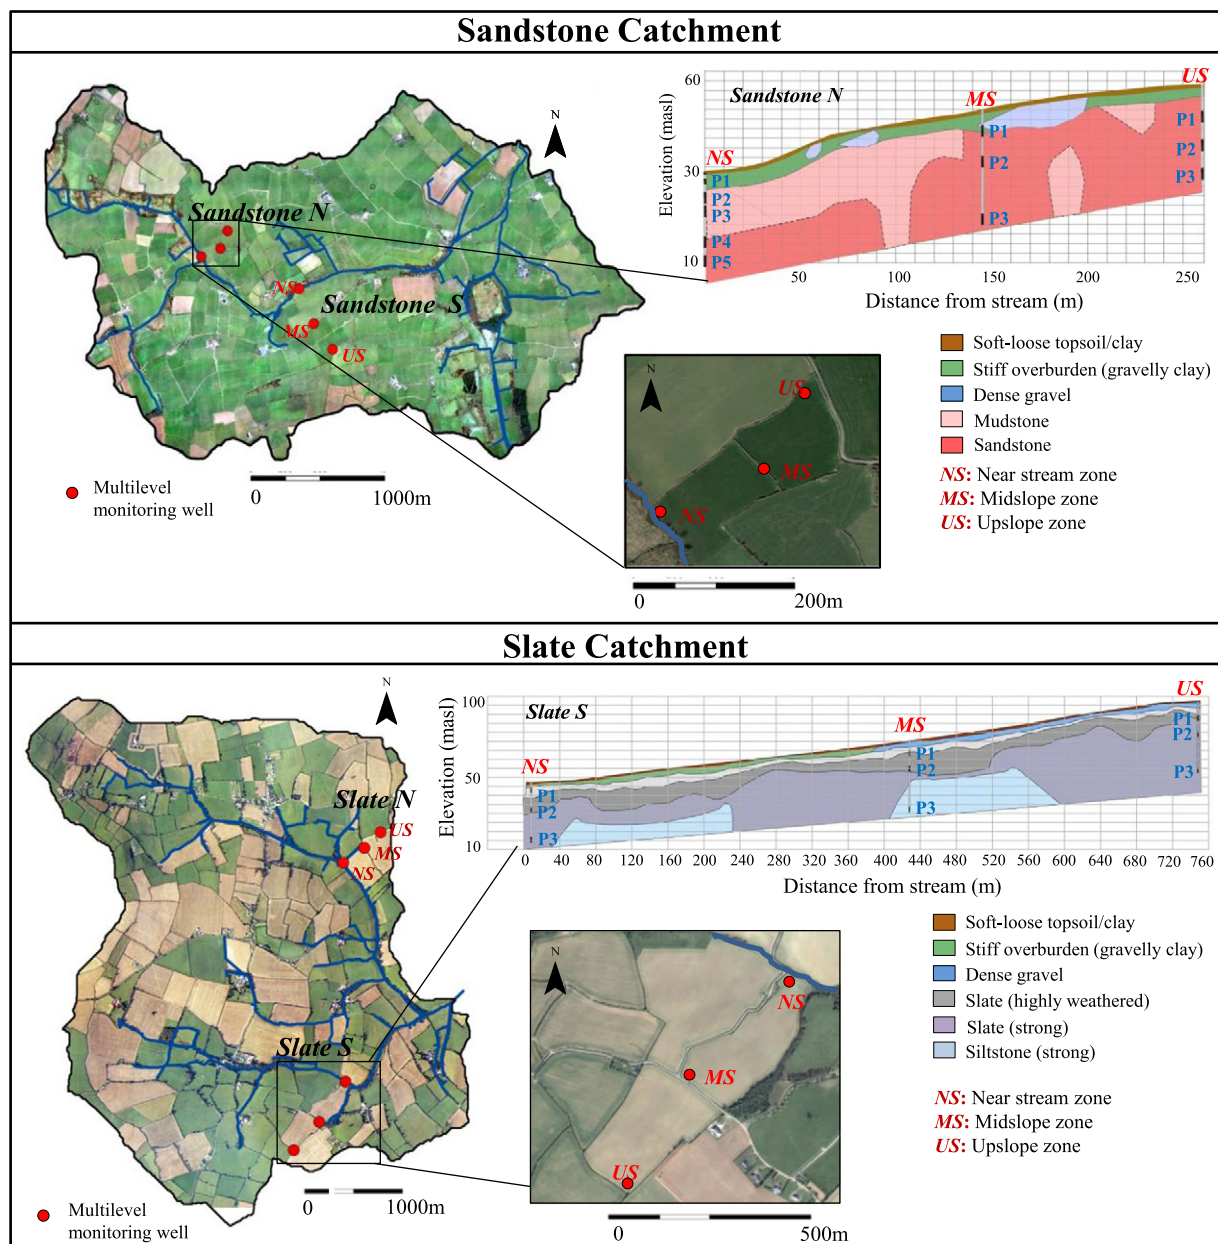 Sandstone Catchment
N
Sandstone N
NS
Sandstone S
MS
US
0
1000m
Multilevel
monitoring well
Elevation (masl)
60
30
10
Sandstone N
NS
MS
US
P1
P2
P3
P4
P5
P1
P2
P3
P1
P2
P3
50
100
150
200
250
Distance from stream (m)
Soft-loose topsoil/clay
Stiff overburden (gravelly clay)
Dense gravel
Mudstone
Sandstone
NS: Near stream zone
MS: Midslope zone
US: Upslope zone
N
US
MS
NS
0
200m
Slate Catchment
N
Slate N
US
MS
NS
Slate S
0
1000m
Multilevel
monitoring well
Elevation (masl)
100
50
10
Slate S
NS
MS
US
P1
P2
P3
P1
P2
P3
P1
P2
P3
0 40 80 120 160 200 240 280 320 360 400 440 480 520 560 600 640 680 720 760
Distance from stream (m)
Soft-loose topsoil/clay
Stiff overburden (gravelly clay)
Dense gravel
Slate (highly weathered)
Slate (strong)
Siltstone (strong)
NS: Near stream zone
MS: Midslope zone
US: Upslope zone
N
NS
MS
US
0
500m